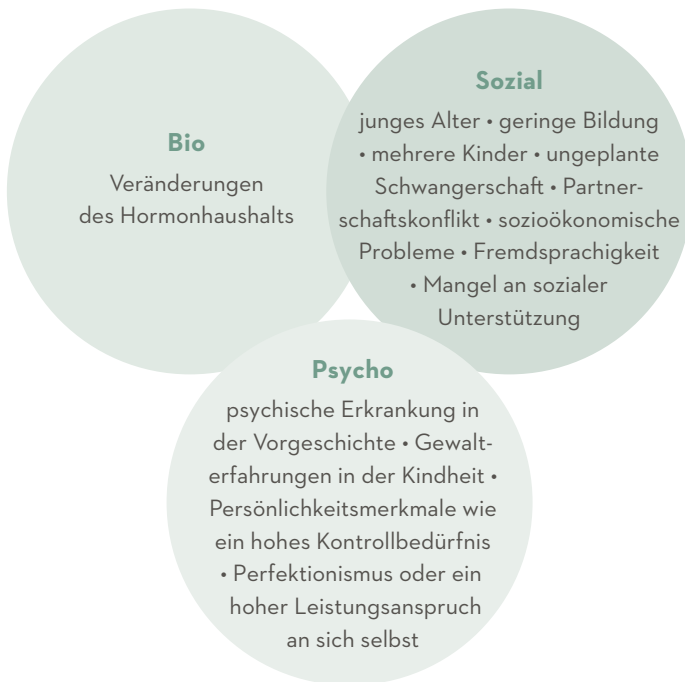 Bio
Veränderungen
des Hormonhaushalts
Sozial
junges Alter • geringe Bildung
• mehrere Kinder • ungeplante
Schwangerschaft • Partner-
schaftskonflikt • sozioökonomische
Probleme • Fremdsprachigkeit
• Mangel an sozialer
Unterstützung
Psycho
psychische Erkrankung in
der Vorgeschichte • Gewalt-
erfahrungen in der Kindheit •
Persönlichkeitsmerkmale wie
ein hohes Kontrollbedürfnis
• Perfektionismus oder ein
hoher Leistungsanspruch
an sich selbst